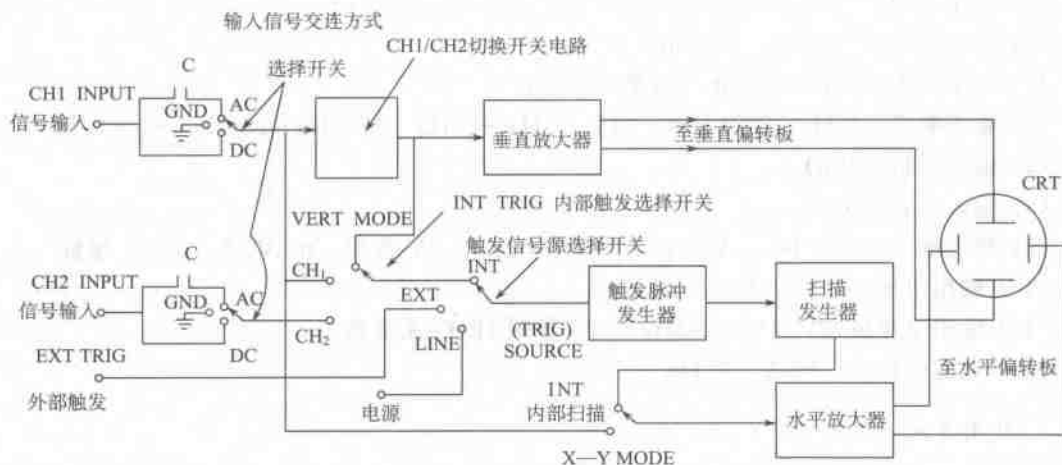 输入信号交连方式
CH1/CH2切换开关电路
C
选择开关
CH1 INPUT
AC
GND
信号输入
DC
垂直放大器
至垂直偏转板
CRT
INT TRIG 内部触发选择开关
VERT MODE
触发信号源选择开关
C
CH2 INPUT
CH₁
INT
AC
GND
EXT
信号输入
触发脉冲
发生器
扫描
发生器
CH₂
LINE
(TRIG)
SOURCE
DC
EXT TRIG
至水平偏转板
外部触发
电源
INT
内部扫描
水平放大器
X—Y MODE